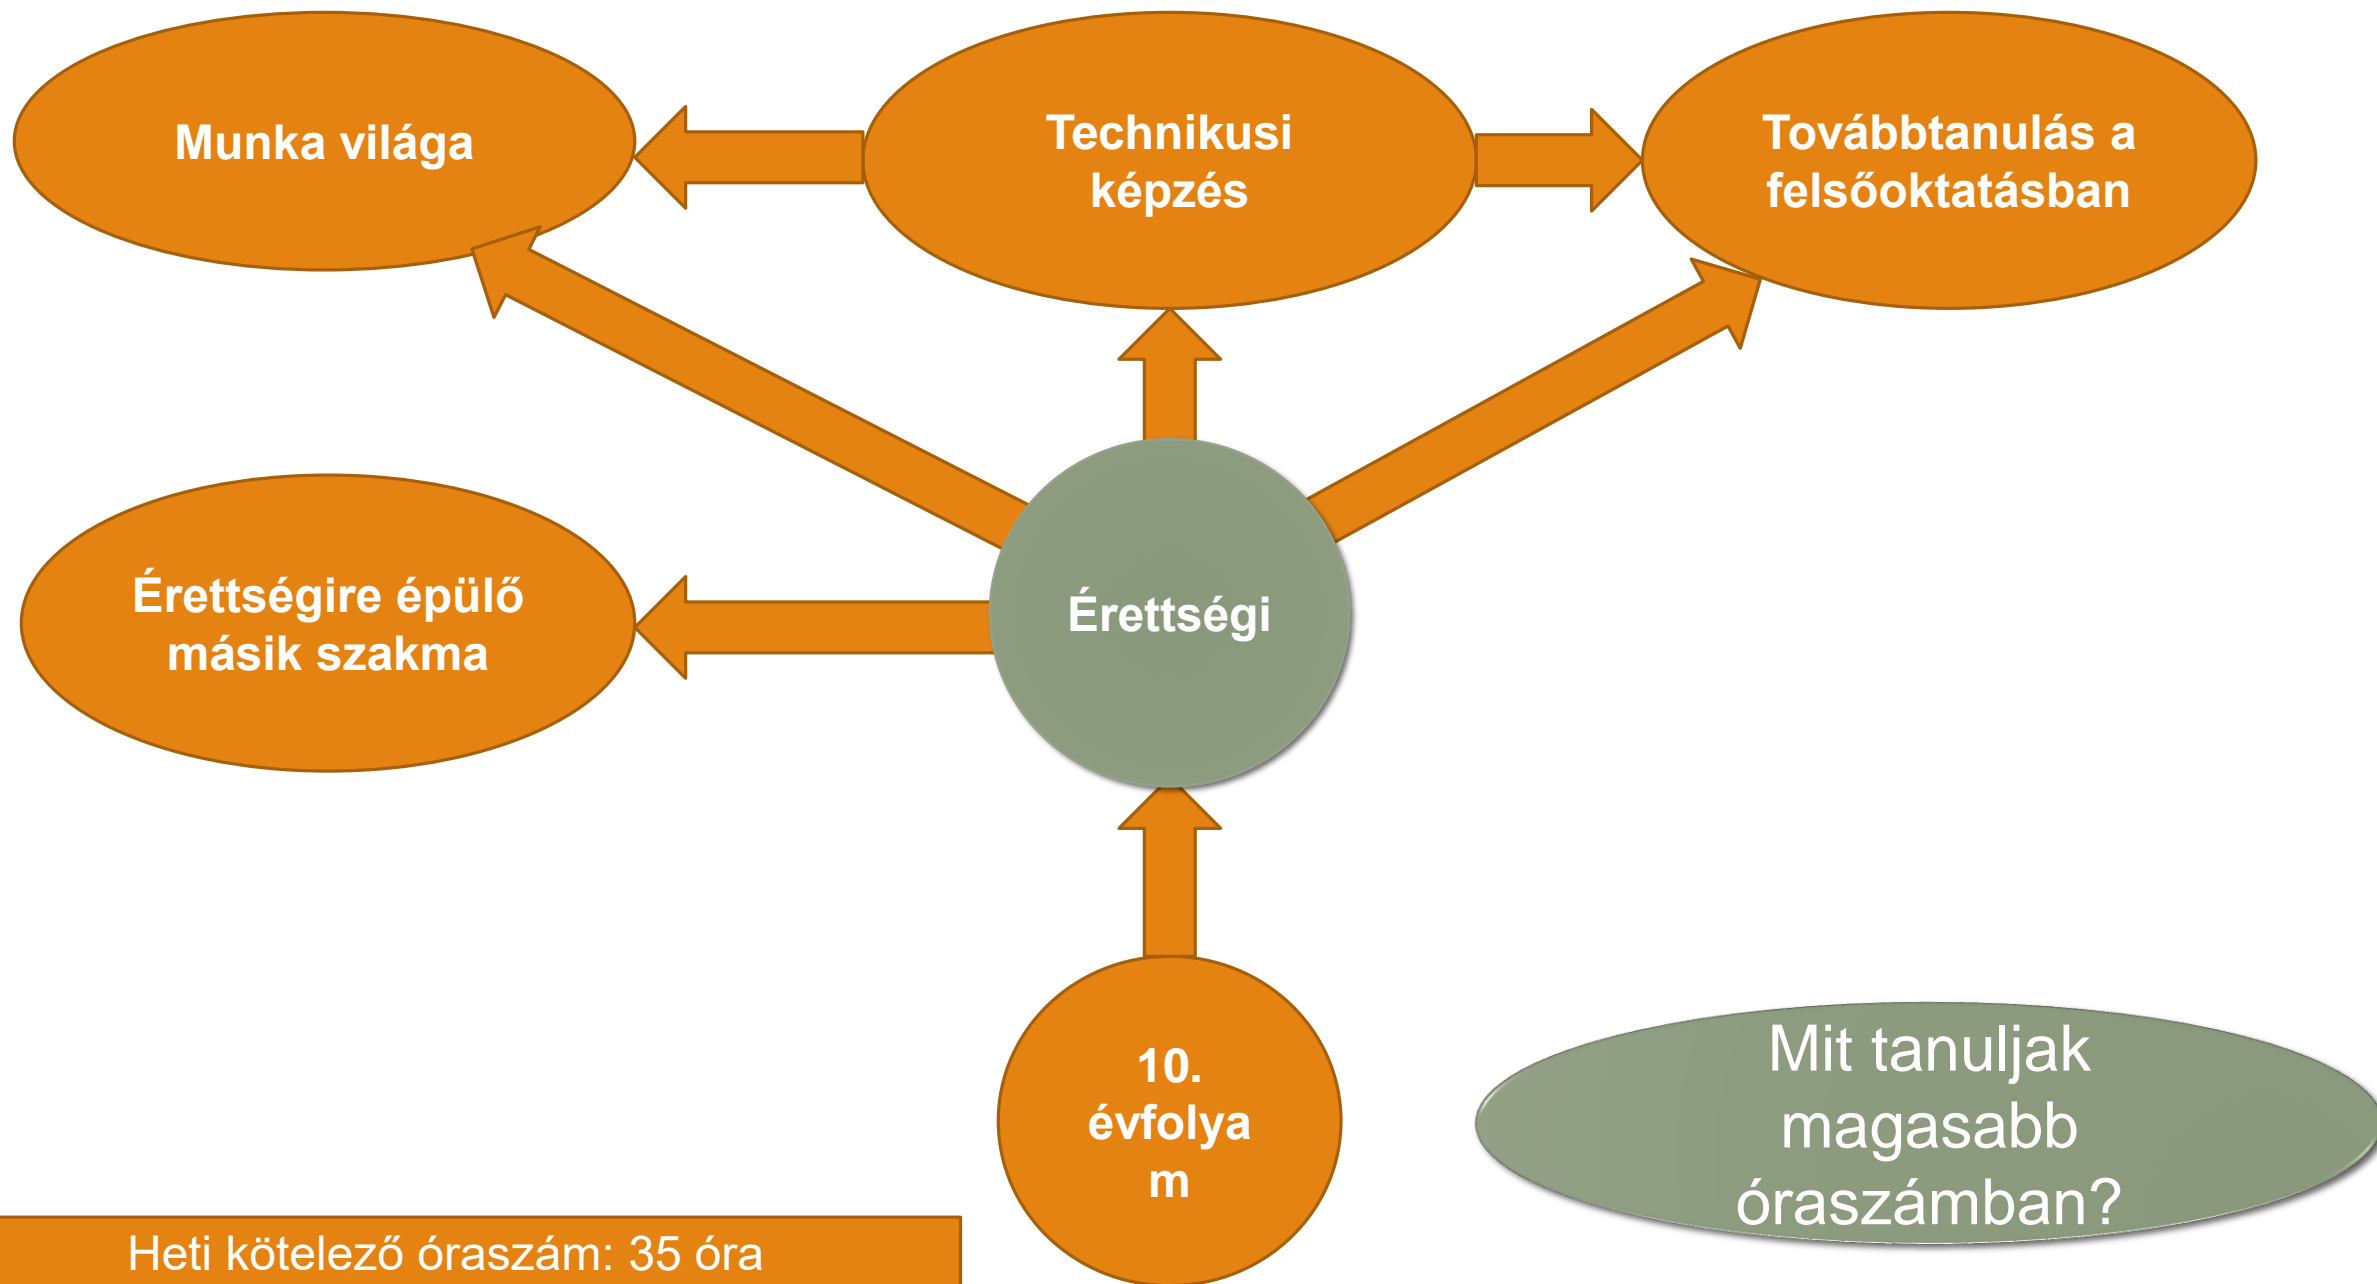 Munka világa
Technikusi
képzés
Továbbtanulás a
felsőoktatásban
Érettségire épülő
másik szakma
Érettségi
10.
évfolya
m
Mit tanuljak
magasabb
óraszámban?
Heti kötelező óraszám: 35 óra